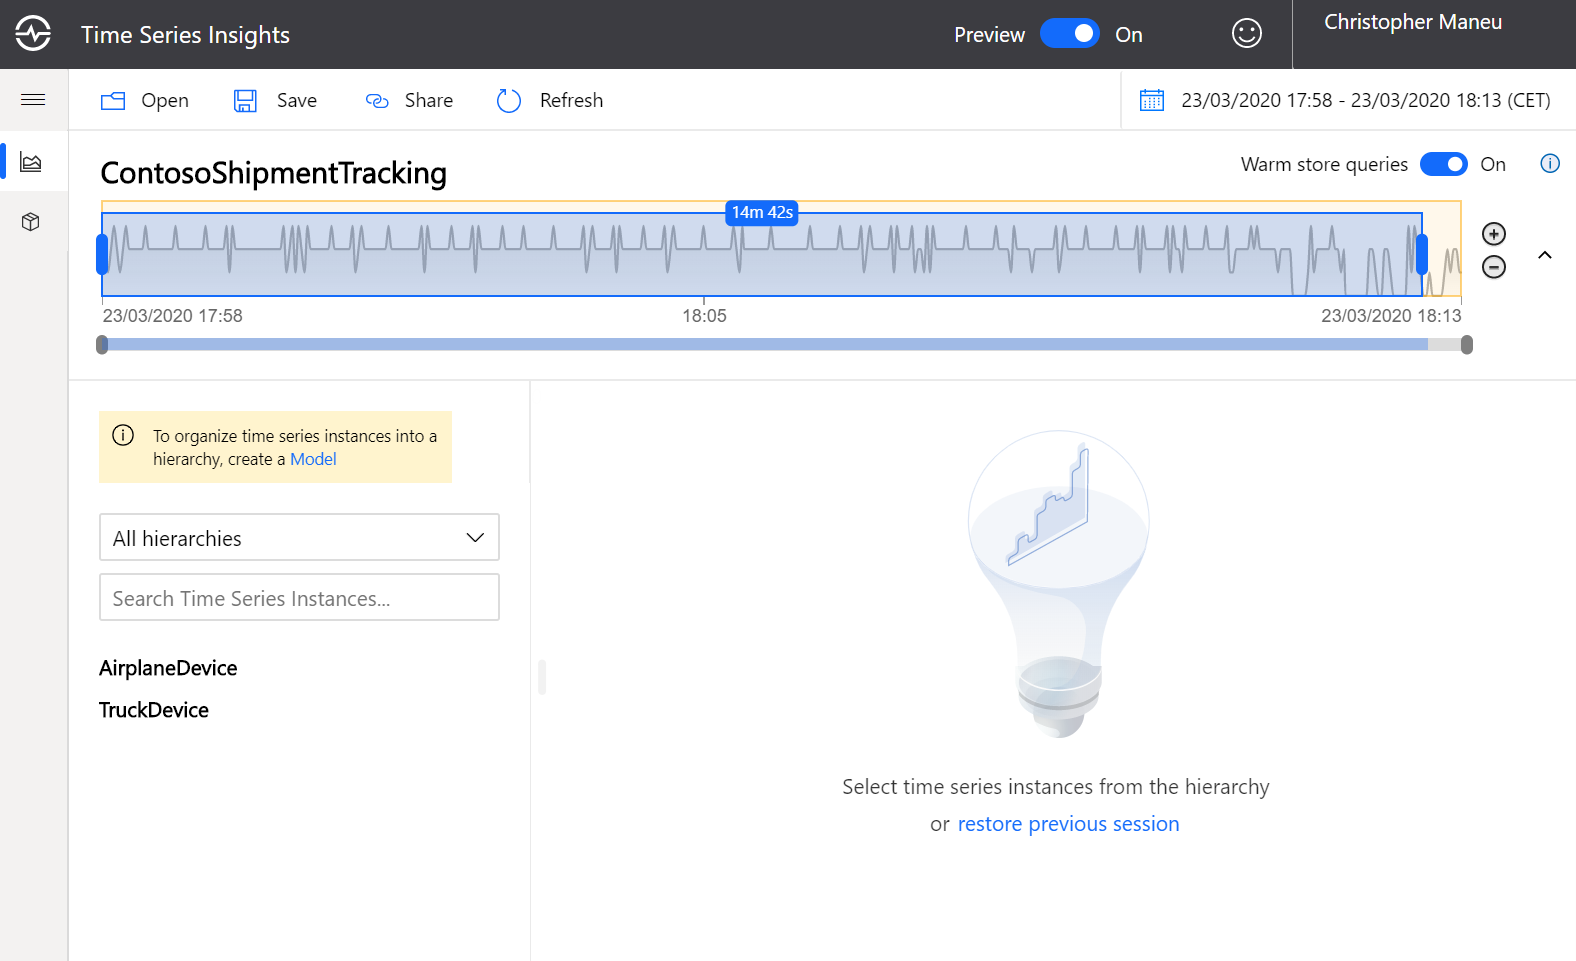 Time Series Insights
Preview On
Christopher Maneu
Open Save Share Refresh
23/03/2020 17:58 - 23/03/2020 18:13 (CET)
ContosoShipmentTracking
Warm store queries On
14m 42s
23/03/2020 17:58 18:05 23/03/2020 18:13
To organize time series instances into a
hierarchy, create a Model
All hierarchies
Search Time Series Instances...
AirplaneDevice
TruckDevice
Select time series instances from the hierarchy
or restore previous session